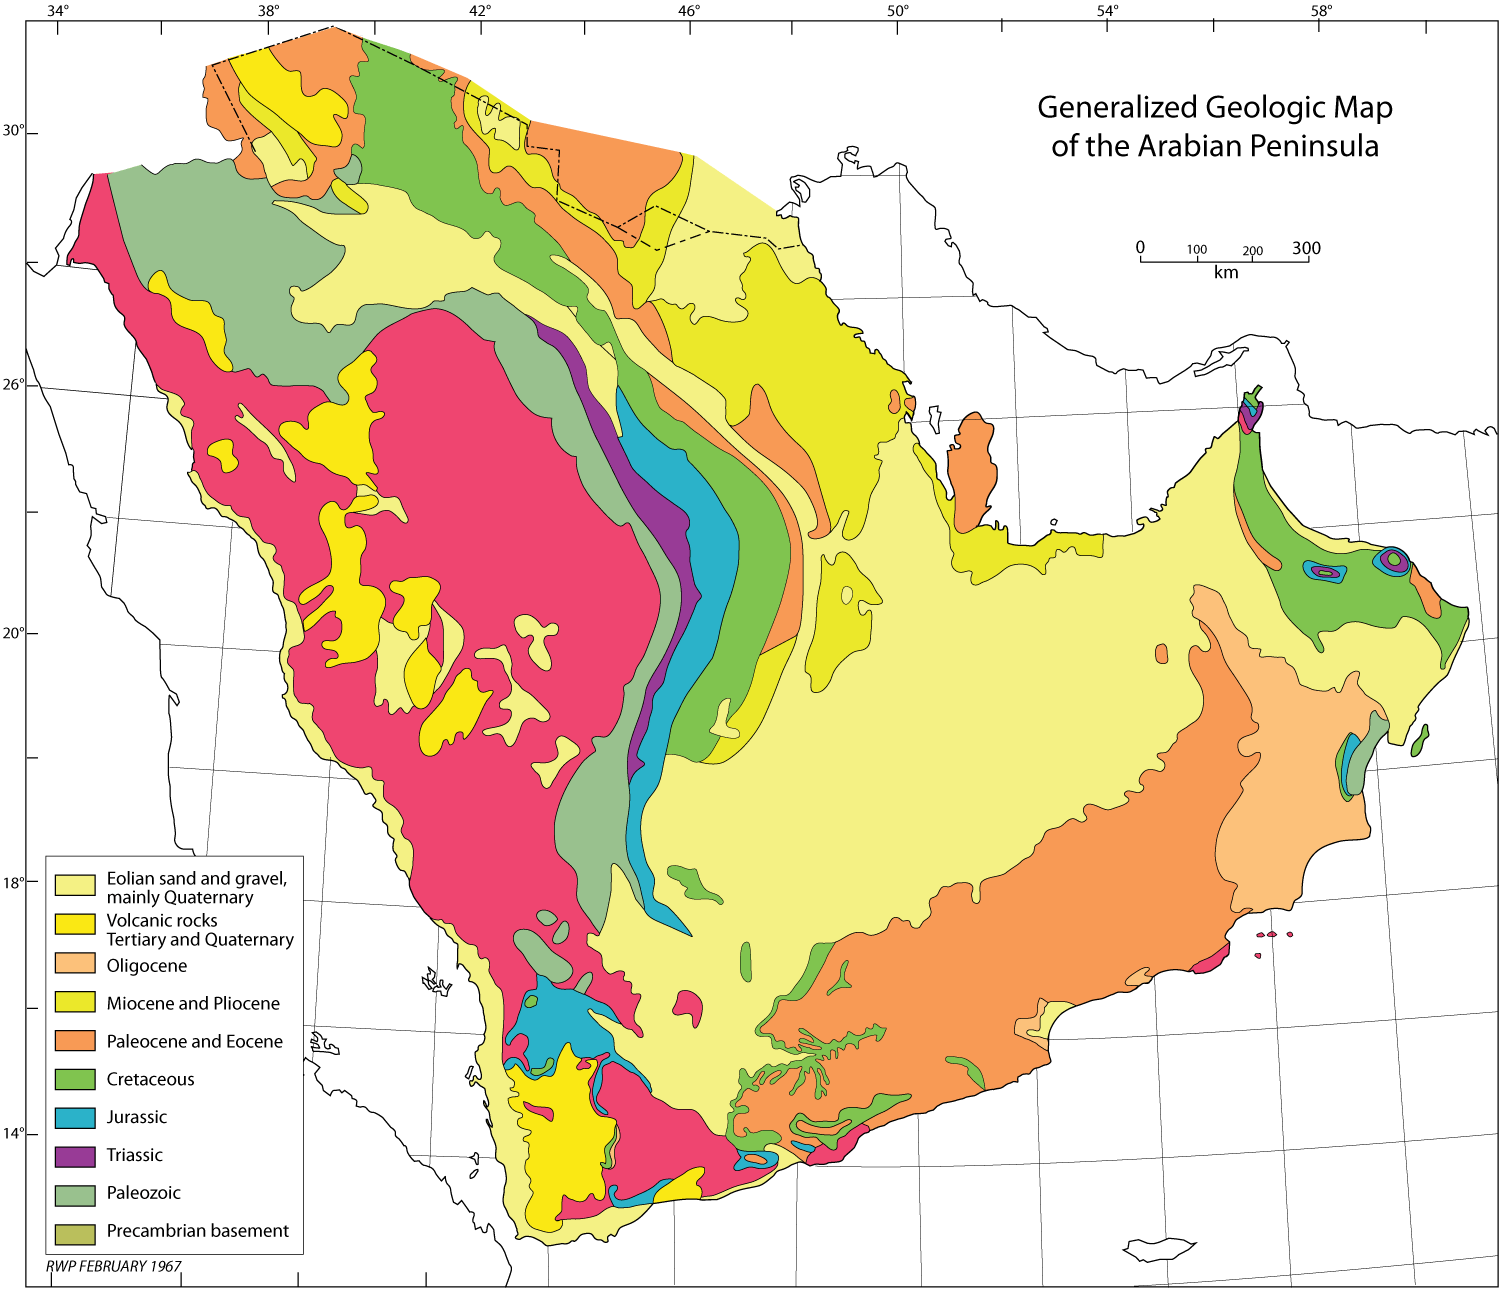 34°
38°
42°
46°
50°
54°
58°
Generalized Geologic Map
of the Arabian Peninsula
30°
0 100 200 300
km
26°
20°
18°
14°
Eolian sand and gravel,
mainly Quaternary
Volcanic rocks
Tertiary and Quaternary
Oligocene
Miocene and Pliocene
Paleocene and Eocene
Cretaceous
Jurassic
Triassic
Paleozoic
Precambrian basement
RWP FEBRUARY 1967